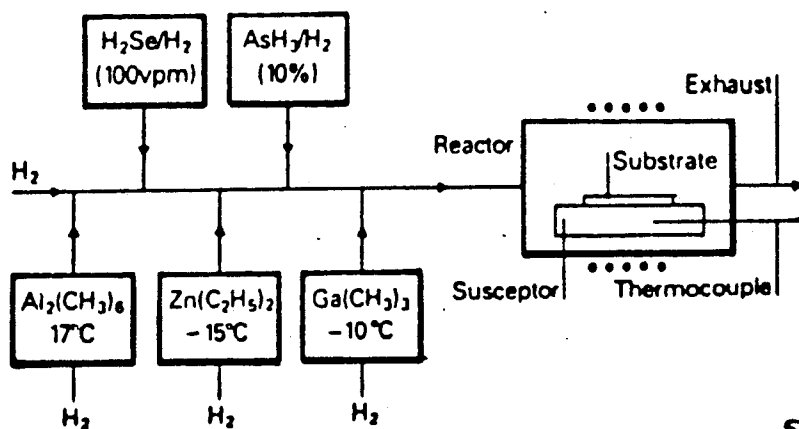 H2Se/H2
(100vpm)
AsH3/H2
(10%)
Exhaust
Reactor
Substrate
H2
Al2(CH3)6
17°C
Zn(C2H5)2
-15°C
Ga(CH3)3
-10°C
Susceptor
Thermocouple
H2
H2
H2